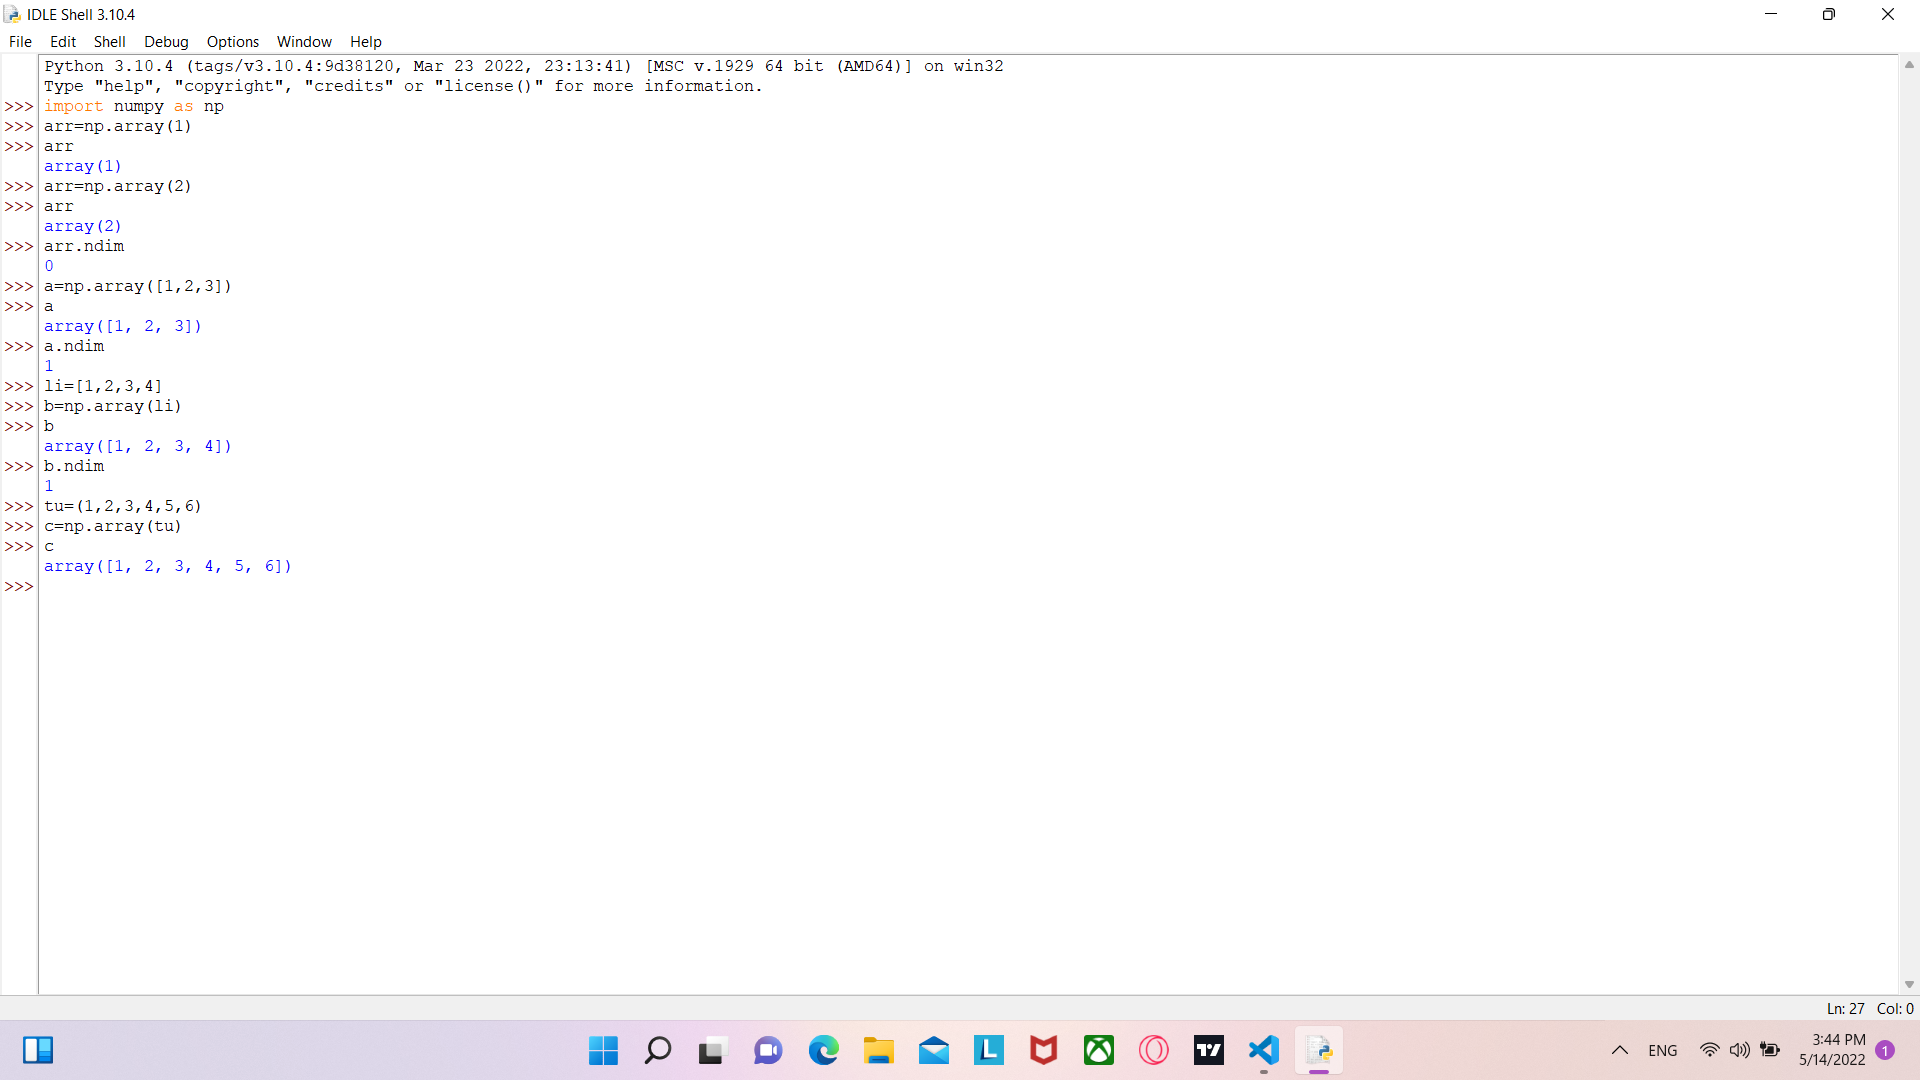 IDLE Shell 3.10.4
File Edit Shell Debug Options Window Help
Python 3.10.4 (tags/v3.10.4:9d38120, Mar 23 2022, 23:13:41) [MSC v.1929 64 bit (AMD64)] on win32
Type "help", "copyright", "credits" or "license()" for more information.
>>> import numpy as np
>>> arr=np.array(1)
>>> arr
array(1)
>>> arr=np.array(2)
>>> arr
array(2)
>>> arr.ndim
0
>>> a=np.array([1,2,3])
>>> a
array([1, 2, 3])
>>> a.ndim
1
>>> li=[1,2,3,4]
>>> b=np.array(li)
>>> b
array([1, 2, 3, 4])
>>> b.ndim
1
>>> tu=(1,2,3,4,5,6)
>>> c=np.array(tu)
>>> c
array([1, 2, 3, 4, 5, 6])
>>>
Ln: 27 Col: 0
L
ENG
3:44 PM
5/14/2022
1